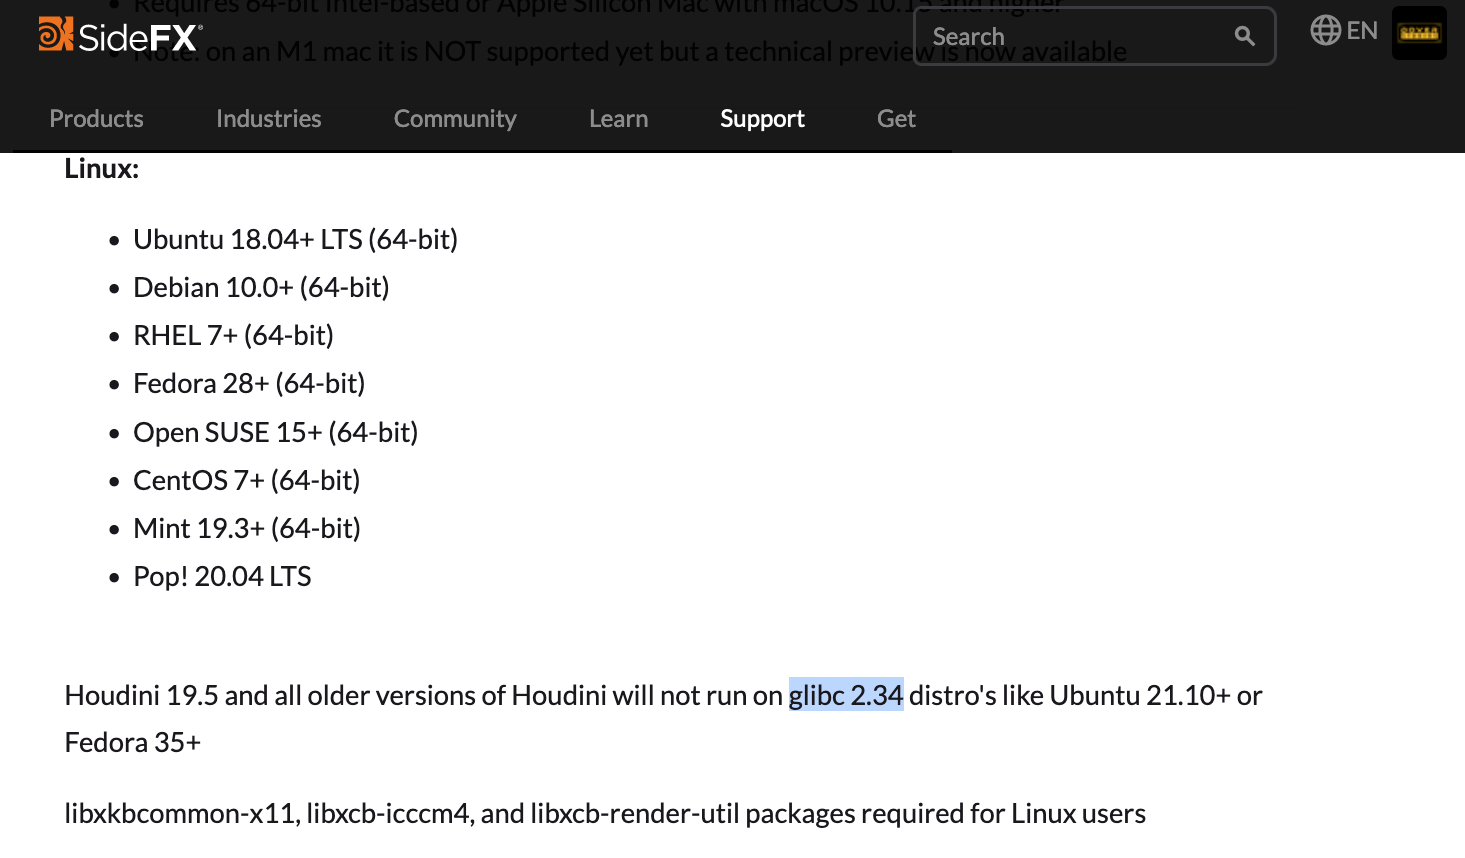 Requires 64-bit Intel-based or Apple Silicon Mac with macOS 10.15 and higher
SideFX®
Search
EN
Note: on an M1 mac it is NOT supported yet but a technical preview is now available
Products Industries Community Learn Support Get
Linux:
• Ubuntu 18.04+ LTS (64-bit)
• Debian 10.0+ (64-bit)
• RHEL 7+ (64-bit)
• Fedora 28+ (64-bit)
• Open SUSE 15+ (64-bit)
• CentOS 7+ (64-bit)
• Mint 19.3+ (64-bit)
• Pop! 20.04 LTS
Houdini 19.5 and all older versions of Houdini will not run on glibc 2.34 distro's like Ubuntu 21.10+ or
Fedora 35+
libxkbcommon-x11, libxcb-icccm4, and libxcb-render-util packages required for Linux users